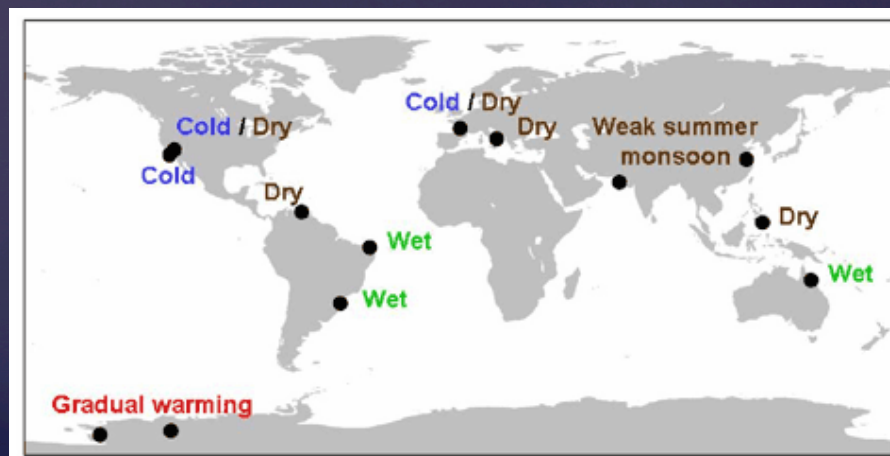 Cold / Dry
Cold / Dry
Dry
Weak summer
monsoon
Cold
Dry
Dry
Wet
Wet
Wet
Gradual warming